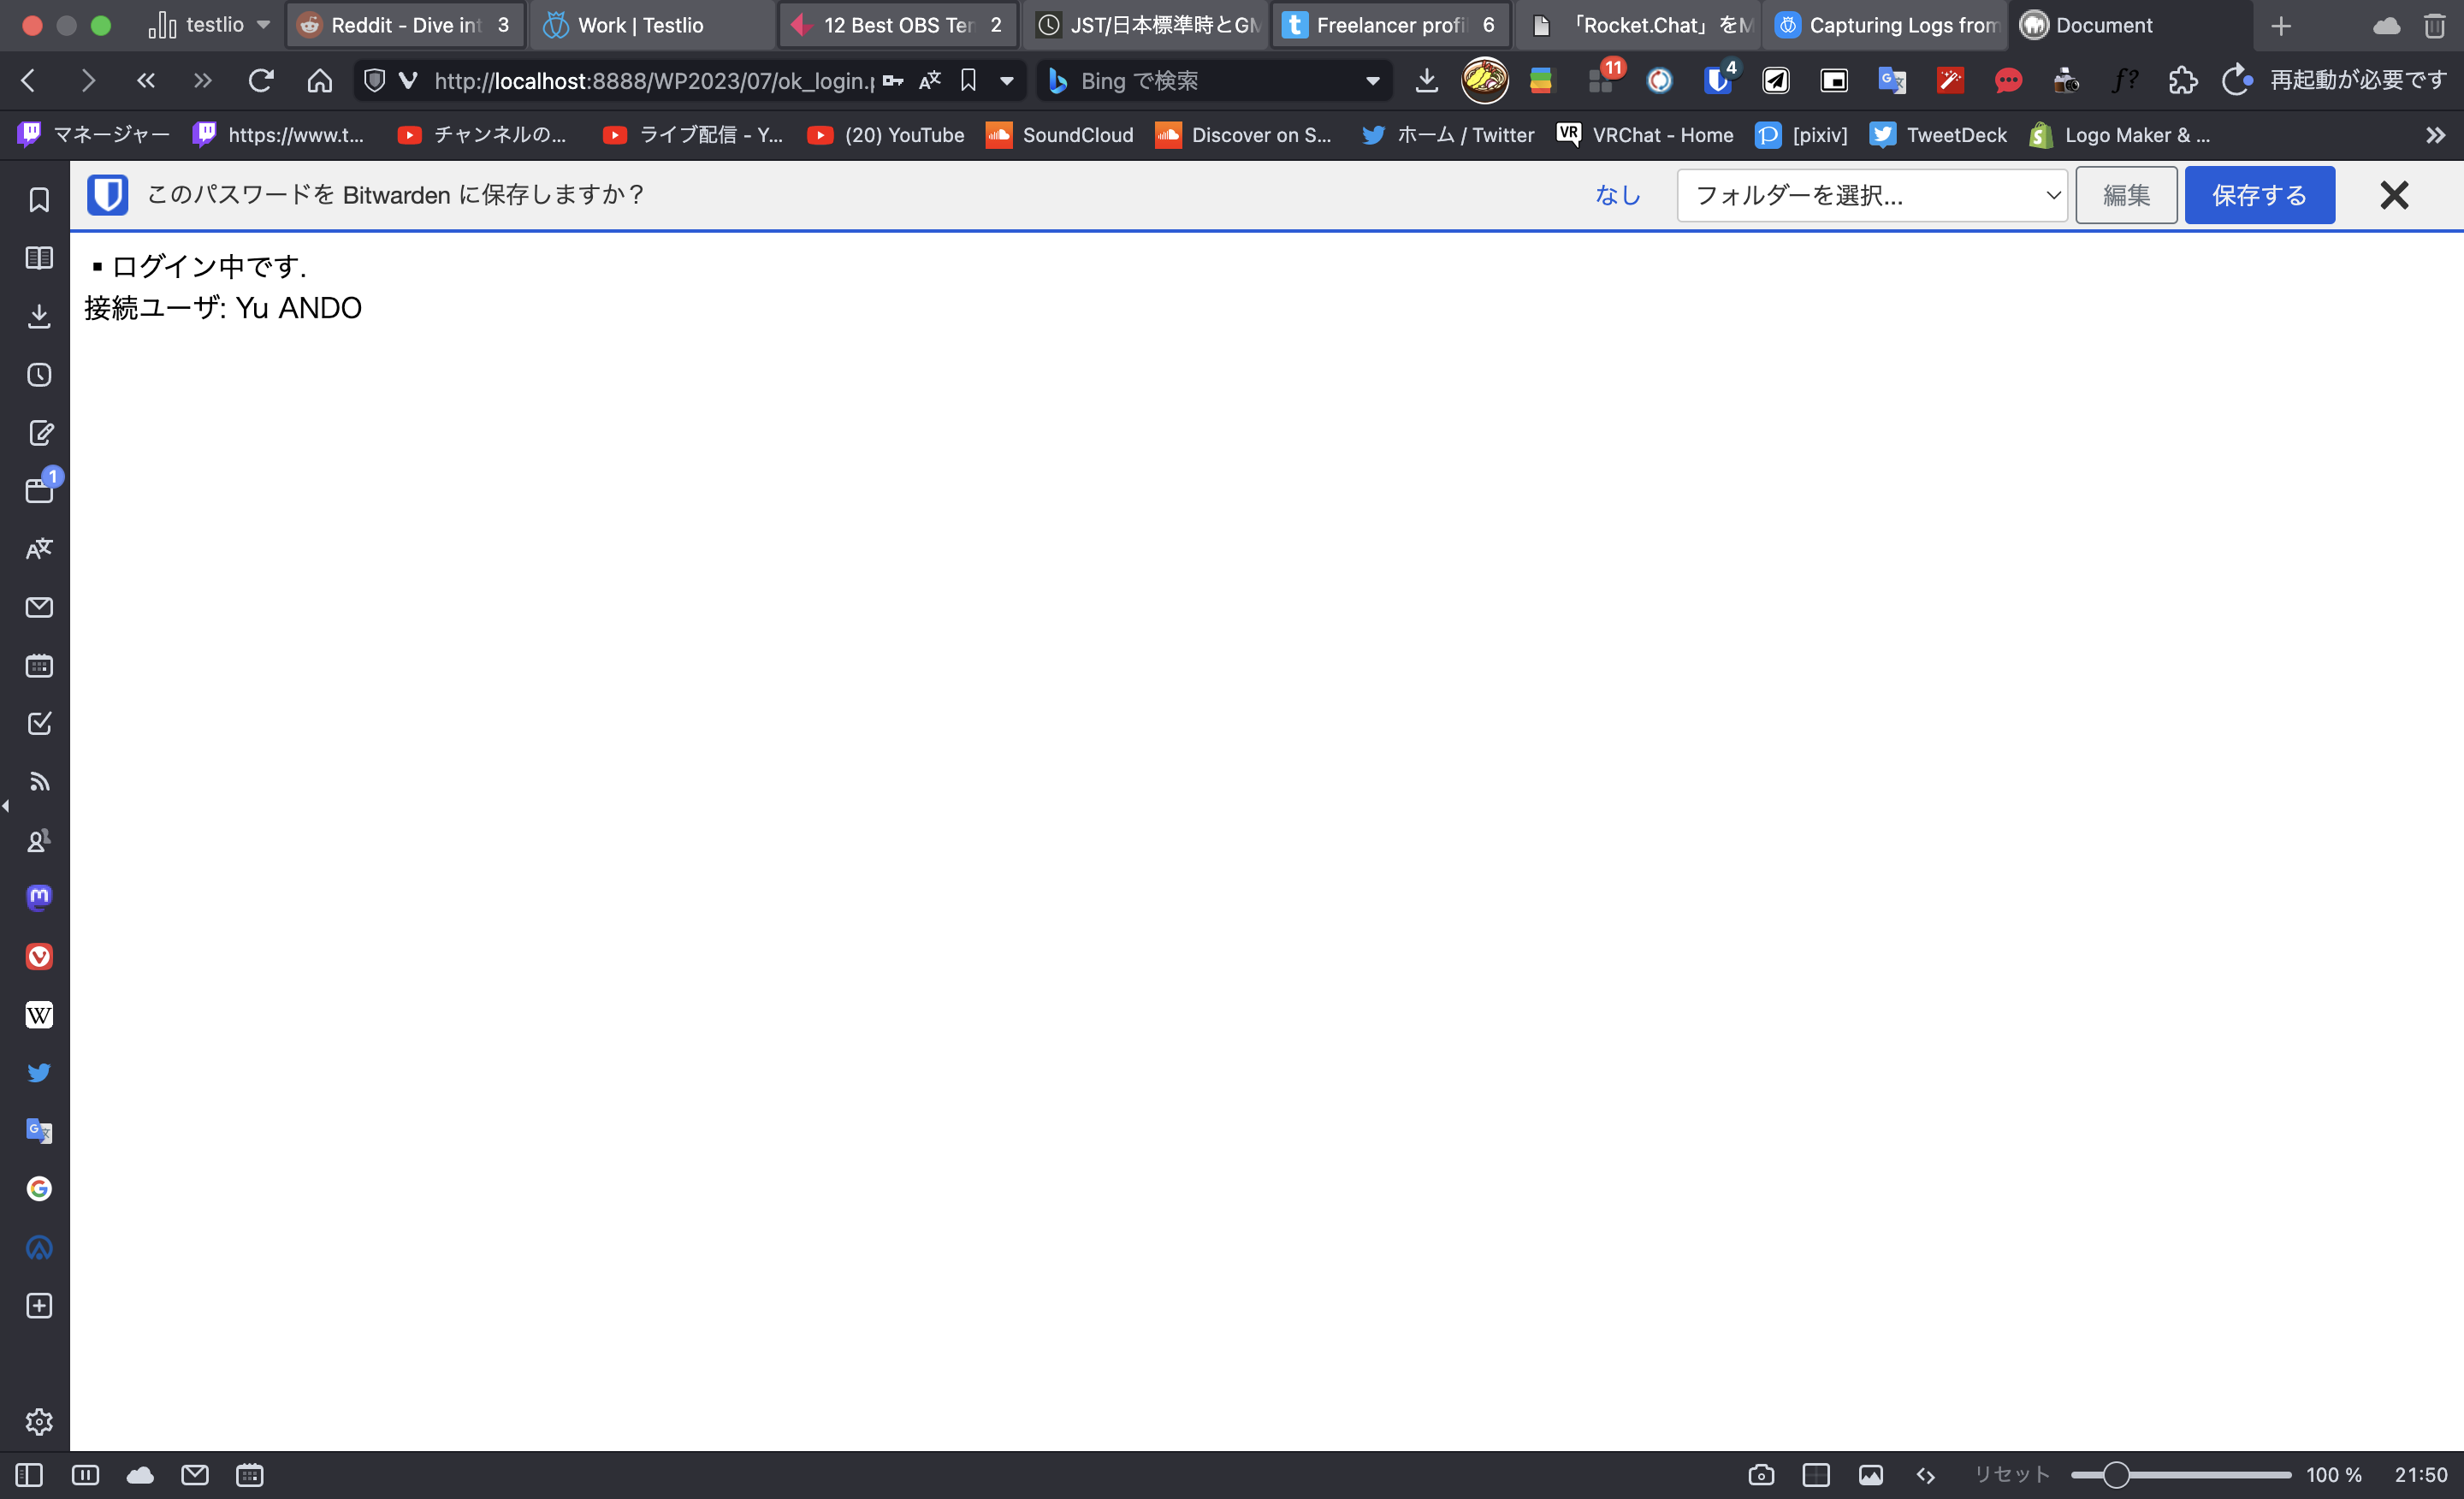 testlio
Reddit - Dive int 3
Work | Testlio
12 Best OBS Ten 2
JST/日本標準時とGM
Freelancer profil 6
「Rocket.Chat」をM
Capturing Logs from
Document
http://localhost:8888/WP2023/07/ok_login.p
Bing で検索
11
4
f?
再起動が必要です
マネージャー
https://www.t...
チャンネルの...
ライブ配信 - Y...
(20) YouTube
SoundCloud
Discover on S...
ホーム / Twitter
VR
VRChat - Home
[pixiv]
TweetDeck
Logo Maker & ...
このパスワードを Bitwarden に保存しますか？
なし
フォルダーを選択...
編集
保存する
▪ログイン中です.
接続ユーザ: Yu ANDO
1
W
リセット
100 %
21:50